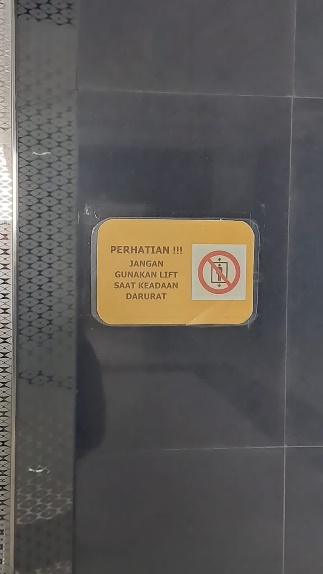 PERHATIAN !!!
JANGAN
GUNAKAN LIFT
SAAT KEADAAN
DARURAT